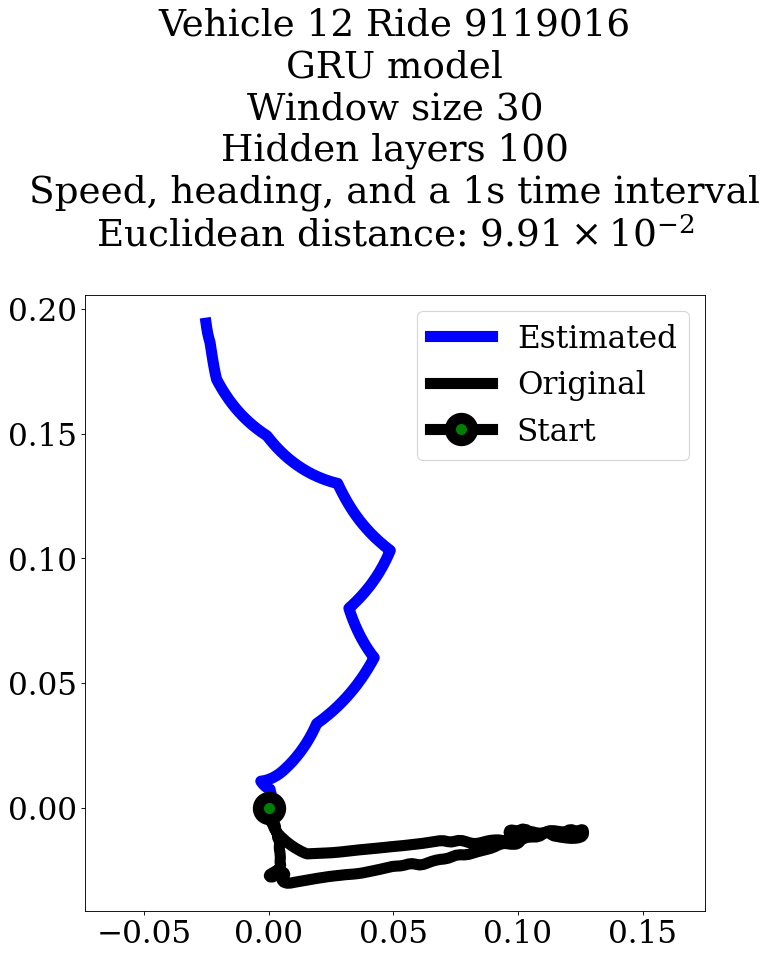 Vehicle 12 Ride 9119016
GRU model
Window size 30
Hidden layers 100
Speed, heading, and a 1s time interval
Euclidean distance: 9.91 × 10⁻²
0.20
0.15
0.10
0.05
0.00
Estimated
Original
Start
−0.05 0.00 0.05 0.10 0.15